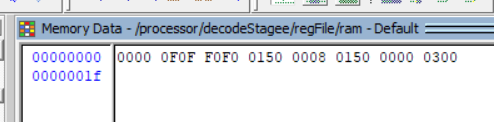 Memory Data - /processor/decodeStagee/regFile/ram - Default
00000000 0000 0F0F F0F0 0150 0008 0150 0000 0300
0000001f